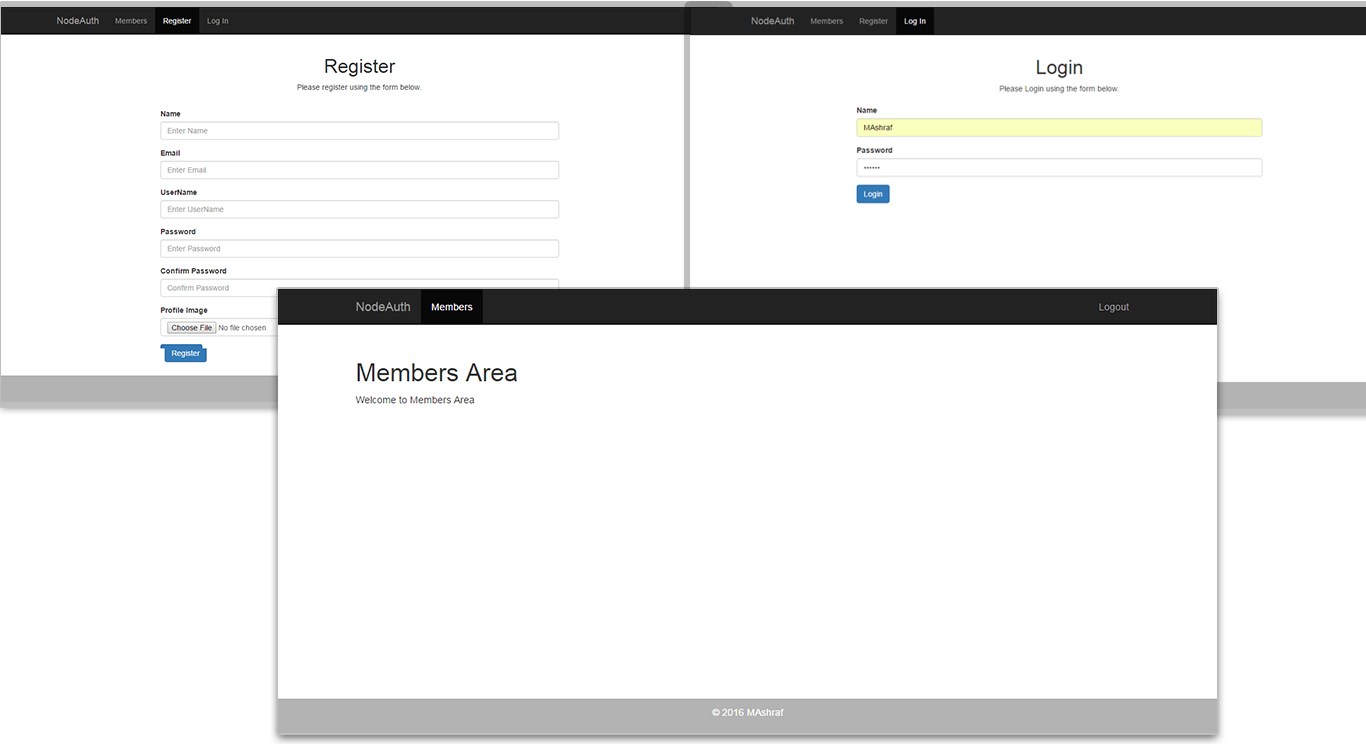 NodeAuth Members Register Log In
Register
Please register using the form below.
Name
Enter Name
Email
Enter Email
UserName
Enter UserName
Password
Enter Password
Confirm Password
Confirm Password
Profile Image
Choose File No file chosen
Register
NodeAuth Members Register Log In
Login
Please Login using the form below.
Name
MAshraf
Password
••••••
Login
NodeAuth Members Logout
Members Area
Welcome to Members Area
© 2016 MAshraf